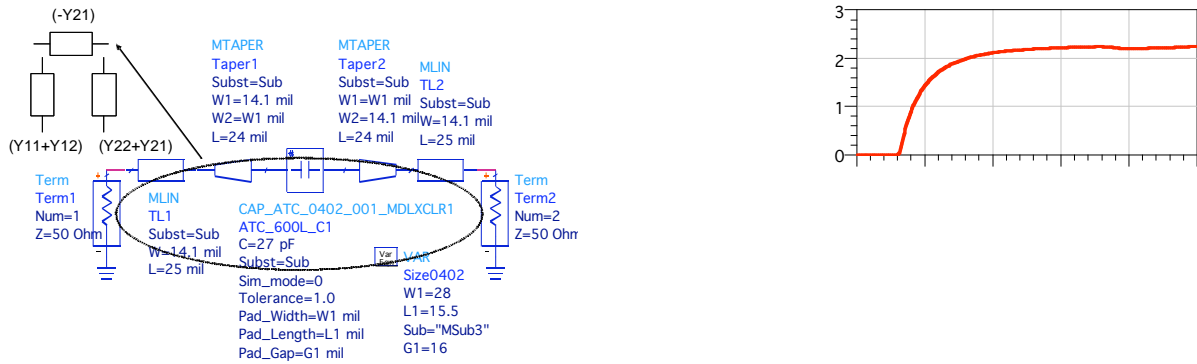 (-Y21)
(Y11+Y12)
(Y22+Y21)
MTAPER
Taper1
Subst=Sub
W1=14.1 mil
W2=W1 mil
L=24 mil
MTAPER
Taper2
Subst=Sub
W1=W1 mil
W2=14.1 mil
L=24 mil
MLIN
TL2
Subst=Sub
W=14.1 mil
L=25 mil
Term
Term1
Num=1
Z=50 Ohm
MLIN
TL1
Subst=Sub
W=14.1 mil
L=25 mil
CAP_ATC_0402_001_MDLXCLR1
ATC_600L_C1
C=27 pF
Subst=Sub
Sim_mode=0
Tolerance=1.0
Pad_Width=W1 mil
Pad_Length=L1 mil
Pad_Gap=G1 mil
Var
Eqn
VAR
Size0402
W1=28
L1=15.5
Sub="MSub3"
G1=16
Term
Term2
Num=2
Z=50 Ohm
3
2
1
0